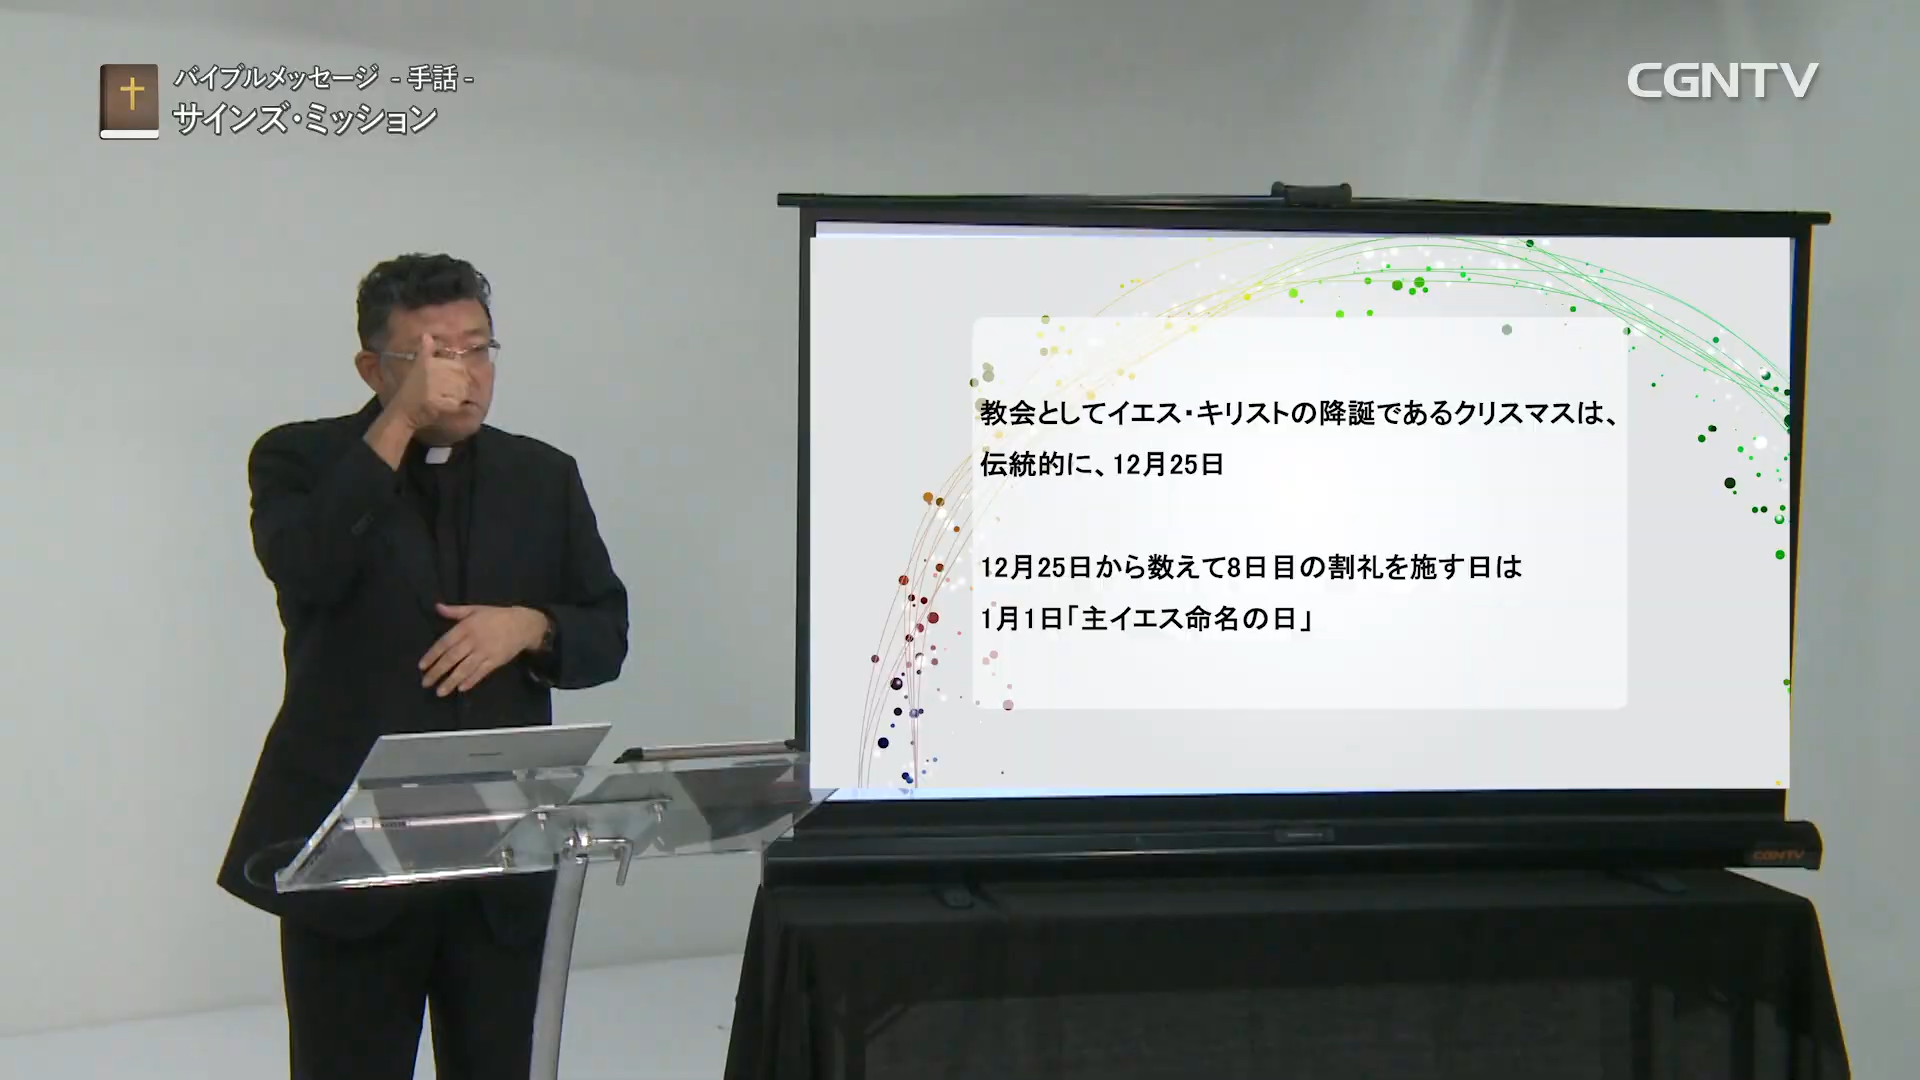 バイブルメッセージ -手話-
サインズ・ミッション
CGNTV
教会としてイエス・キリストの降誕であるクリスマスは、
伝統的に、12月25日
12月25日から数えて8日目の割礼を施す日は
1月1日「主イエス命名の日」
CGNTV